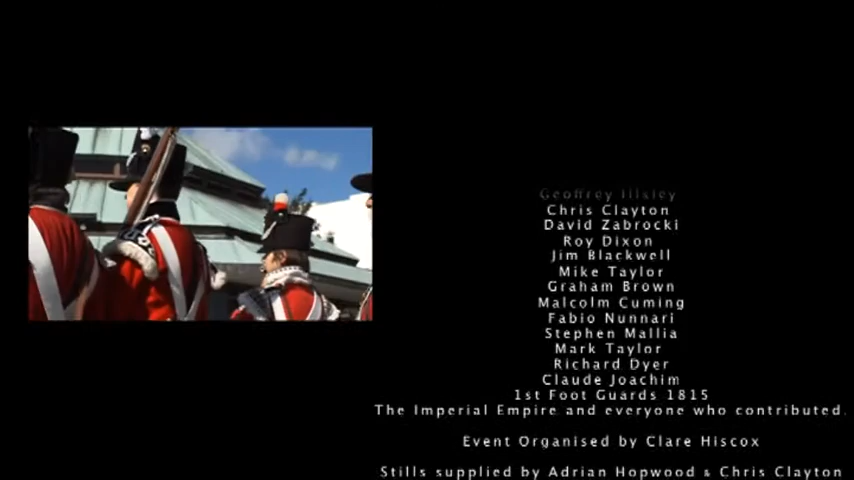 Geoffrey Illxley
Chris Clayton
David Zabrocki
Roy Dixon
Jim Blackwell
Mike Taylor
Graham Brown
Malcolm Cuming
Fabio Nunnari
Stephen Mallia
Mark Taylor
Richard Dyer
Claude Joachim
1st Foot Guards 1815
The Imperial Empire and everyone who contributed.
Event Organised by Clare Hiscox
Stills supplied by Adrian Hopwood & Chris Clayton